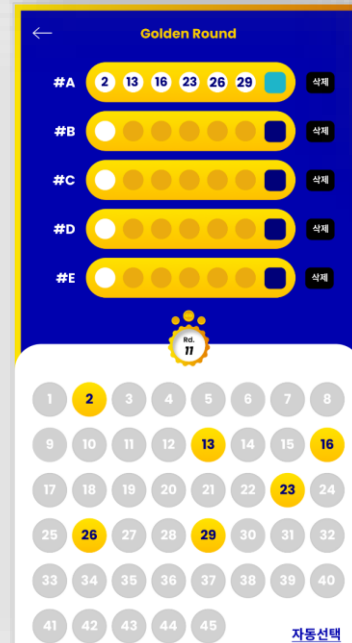 Golden Round
#A 2 13 16 23 26 29 삭제
#B 삭제
#C 삭제
#D 삭제
#E 삭제
Rd.
11
1 2 3 4 5 6 7 8
9 10 11 12 13 14 15 16
17 18 19 20 21 22 23 24
25 26 27 28 29 30 31 32
33 34 35 36 37 38 39 40
41 42 43 44 45
자동선택